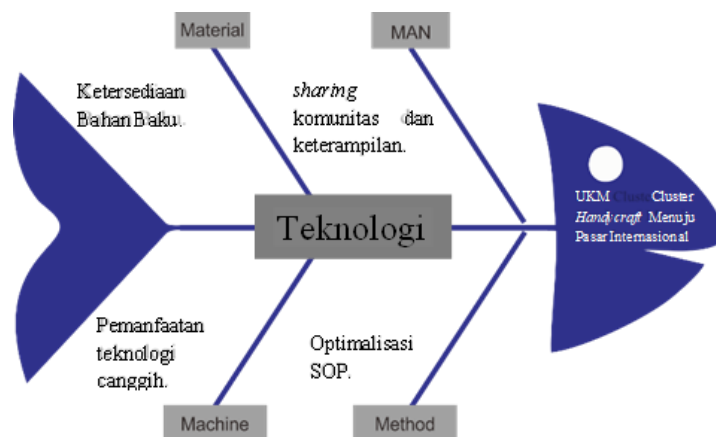 Material
MAN
Ketersediaan
Bahan Baku.
sharing
komunitas dan
keterampilan.
Teknologi
UKM Cluster
Handycraft Menuju
Pasar Internasional
Pemanfaatan
teknologi
canggih.
Optimalisasi
SOP.
Machine
Method